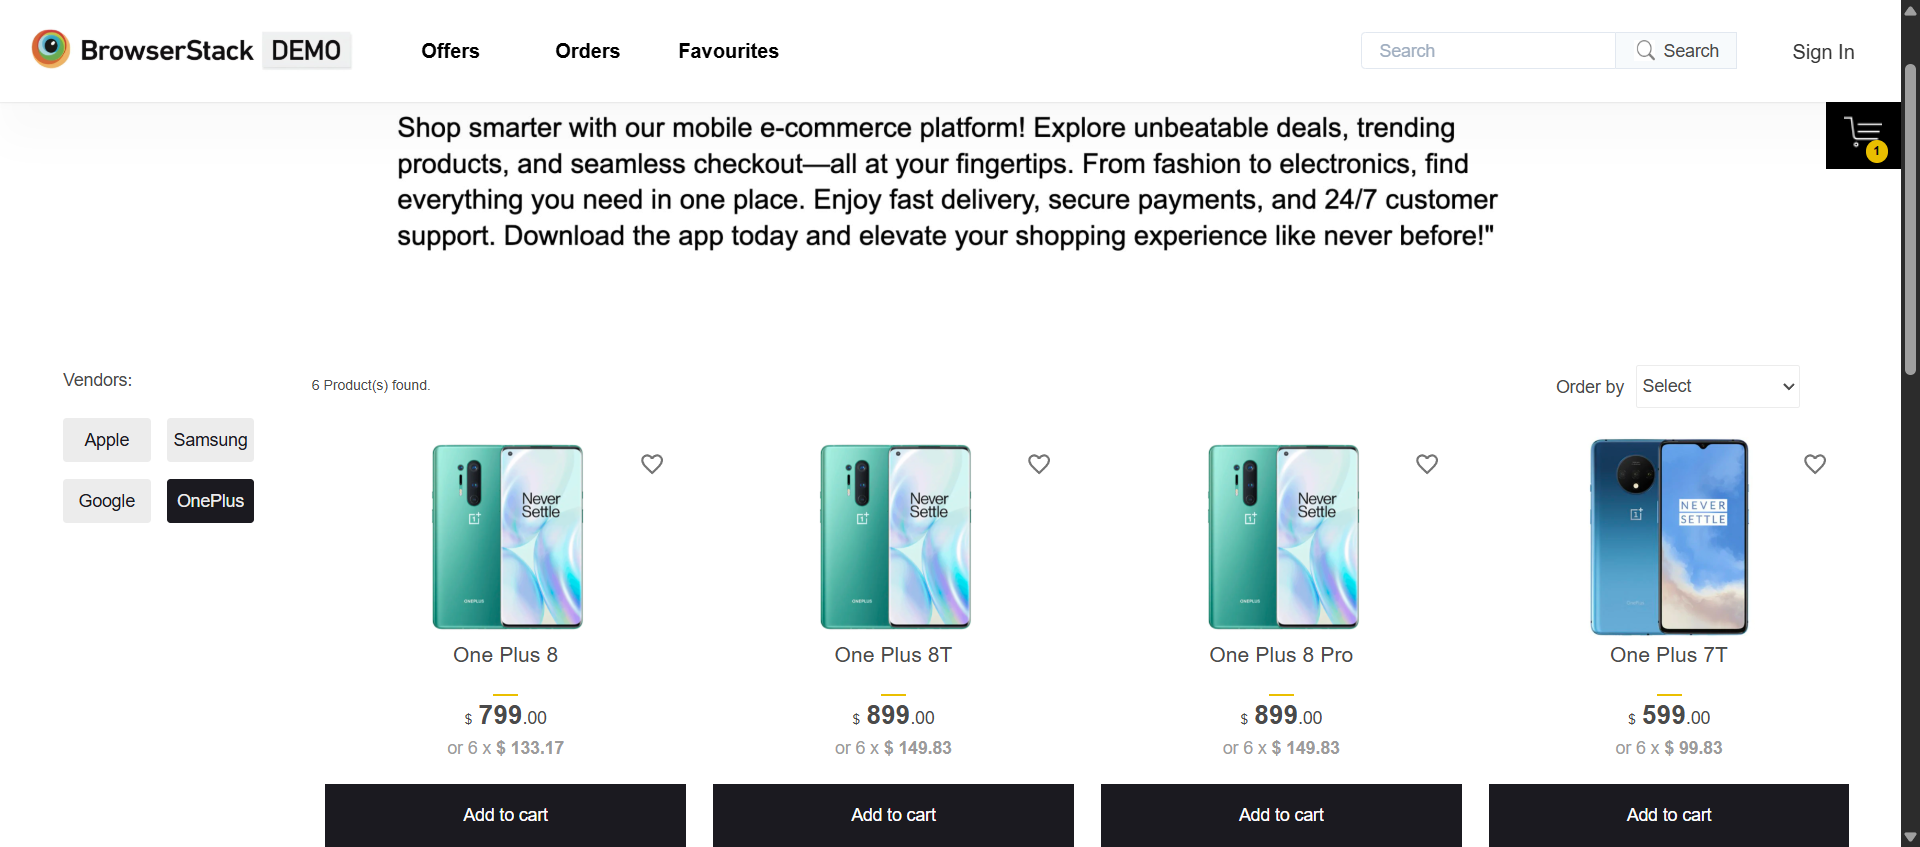 BrowserStack DEMO
Offers
Orders
Favourites
Search
Search
Sign In
1
Shop smarter with our mobile e-commerce platform! Explore unbeatable deals, trending
products, and seamless checkout—all at your fingertips. From fashion to electronics, find
everything you need in one place. Enjoy fast delivery, secure payments, and 24/7 customer
support. Download the app today and elevate your shopping experience like never before!"
Vendors:
Apple
Samsung
Google
OnePlus
6 Product(s) found.
Order by
Select
Never
Settle
ONEPLUS
One Plus 8
$ 799.00
or 6 x $ 133.17
Add to cart
Never
Settle
ONEPLUS
One Plus 8T
$ 899.00
or 6 x $ 149.83
Add to cart
Never
Settle
ONEPLUS
One Plus 8 Pro
$ 899.00
or 6 x $ 149.83
Add to cart
NEVER
SETTLE
One Plus 7T
$ 599.00
or 6 x $ 99.83
Add to cart